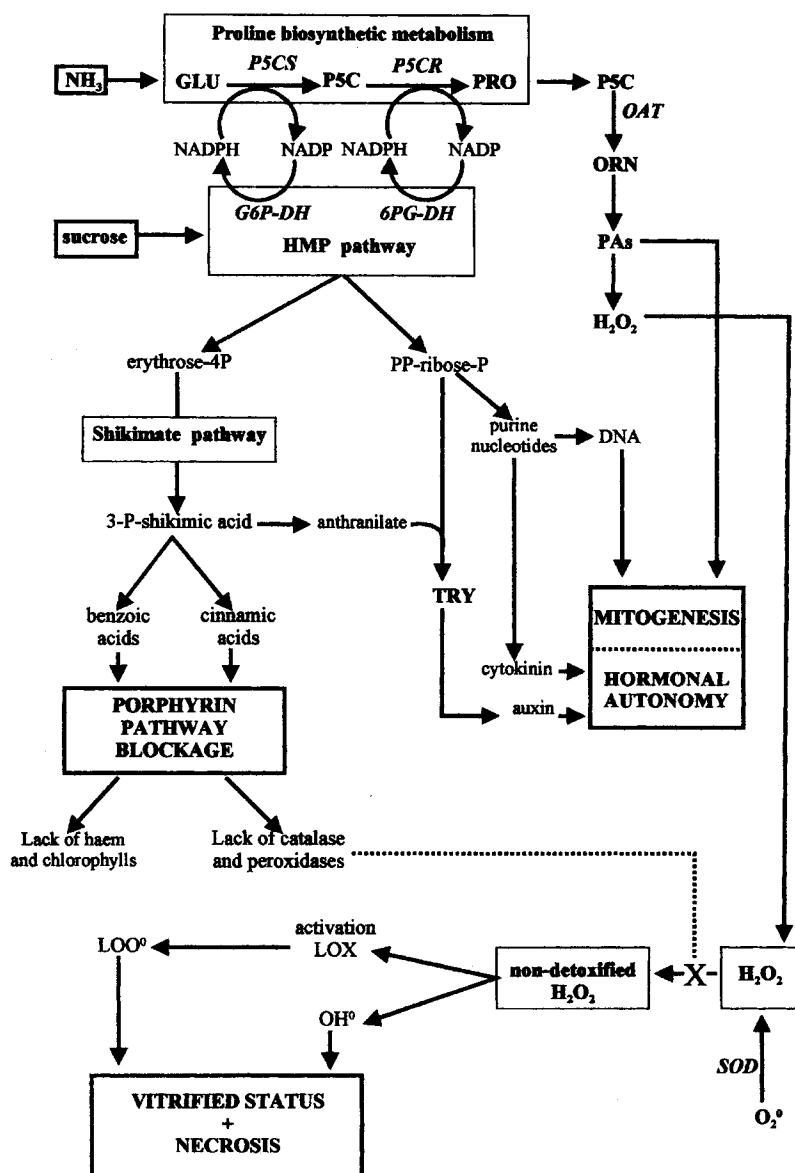 Proline biosynthetic metabolism
P5CS P5CR
NH₃ GLU P5C PRO P5C
OAT
NADPH NADP NADPH NADP
ORN
G6P-DH 6PG-DH
sucrose
HMP pathway
PAs
H₂O₂
erythrose-4P PP-ribose-P
Shikimate pathway
purine
nucleotides DNA
3-P-shikimic acid anthranilate
TRY
benzoic
acids
cinnamic
acids
MITOGENESIS
HORMONAL
AUTONOMY
cytokinin
auxin
PORPHYRIN
PATHWAY
BLOCKAGE
Lack of haem
and chlorophylls
Lack of catalase
and peroxidases
LOO⁰
activation
LOX
non-detoxified
H₂O₂
X
H₂O₂
OH⁰
SOD
O₂⁰
VITRIFIED STATUS
+
NECROSIS